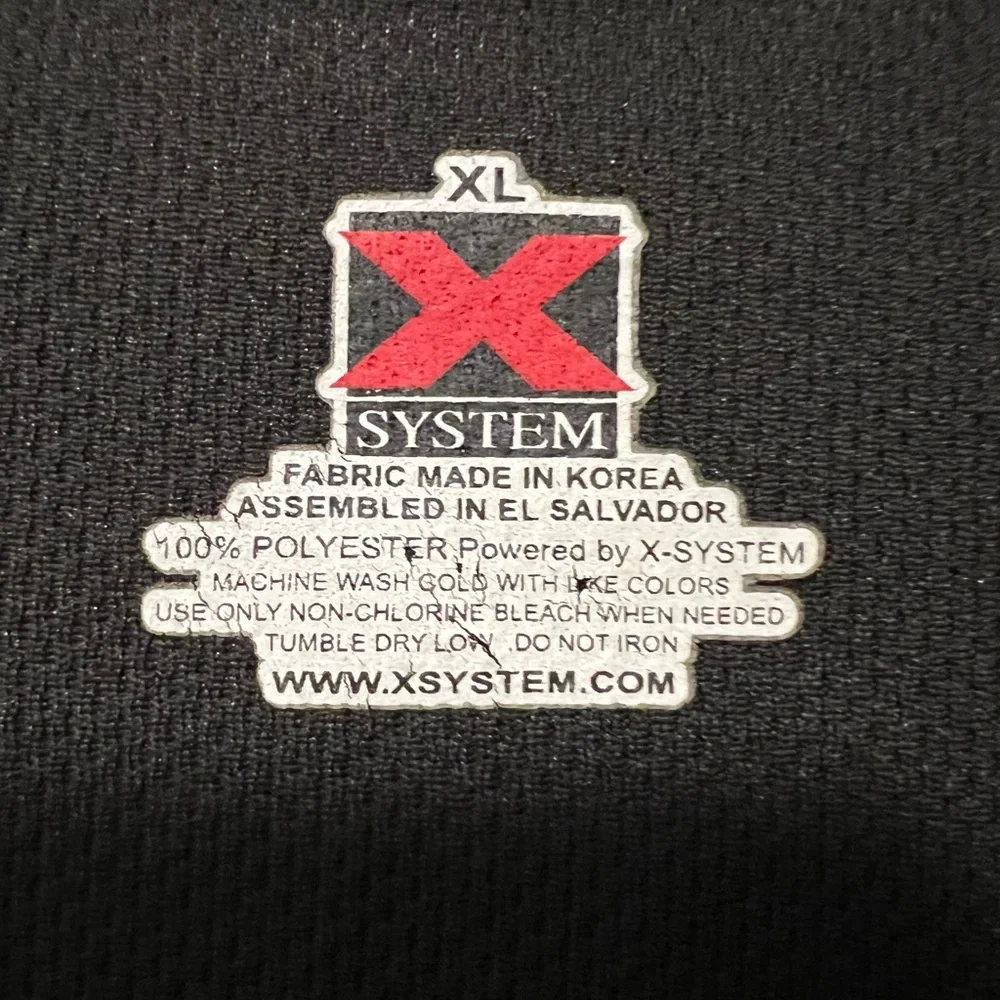 XL
X
SYSTEM
FABRIC MADE IN KOREA
ASSEMBLED IN EL SALVADOR
100% POLYESTER Powered by X-SYSTEM
MACHINE WASH COLD WITH LIKE COLORS
USE ONLY NON-CHLORINE BLEACH WHEN NEEDED
TUMBLE DRY LOW .DO NOT IRON
WWW.XSYSTEM.COM